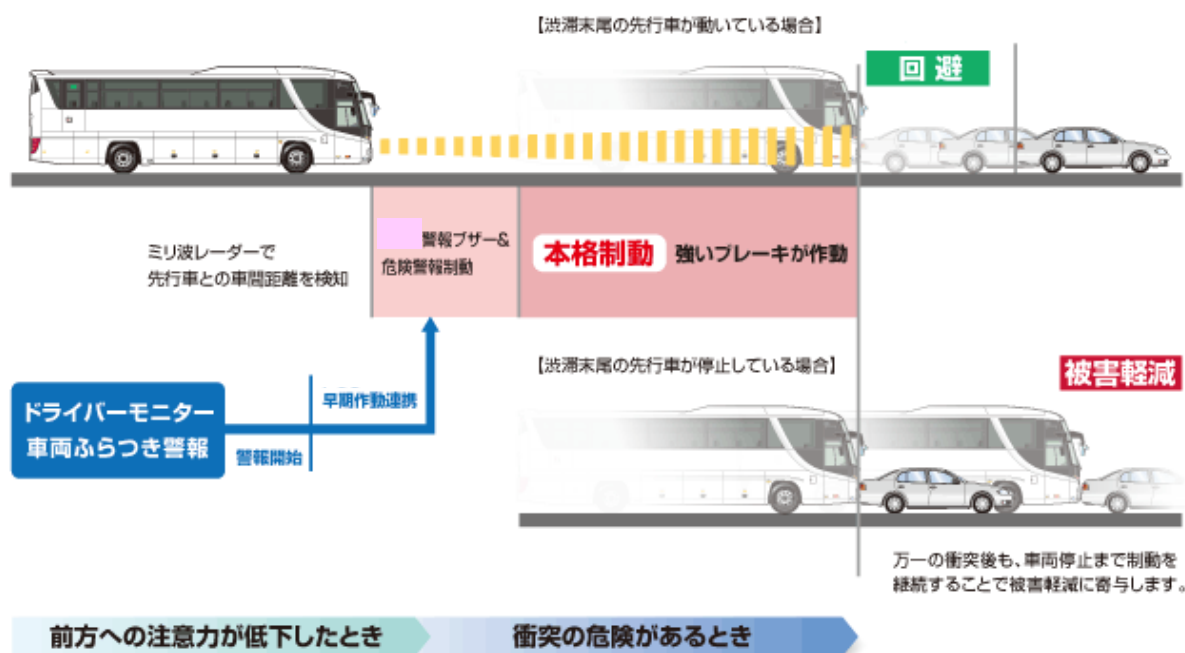 【渋滞末尾の先行車が動いている場合】
回避
ミリ波レーダーで
先行車との車間距離を検知
警報ブザー&
危険警報制動
本格制動 強いブレーキが作動
【渋滞末尾の先行車が停止している場合】
被害軽減
ドライバーモニター
車両ふらつき警報
警報開始
早期作動連携
万一の衝突後も、車両停止まで制動を
継続することで被害軽減に寄与します。
前方への注意力が低下したとき
衝突の危険があるとき